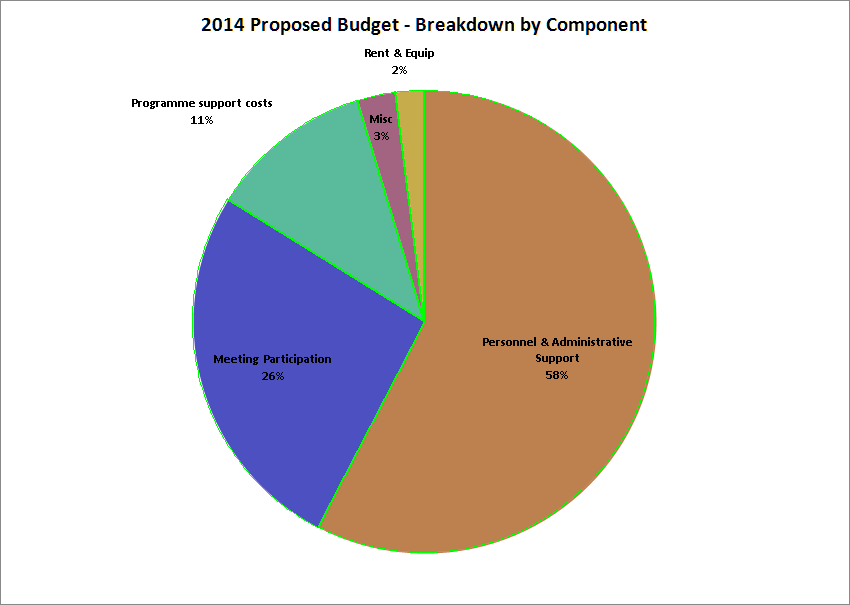 2014 Proposed Budget - Breakdown by Component
Rent & Equip
2%
Programme support costs
11%
Misc
3%
Personnel & Administrative
Support
58%
Meeting Participation
26%